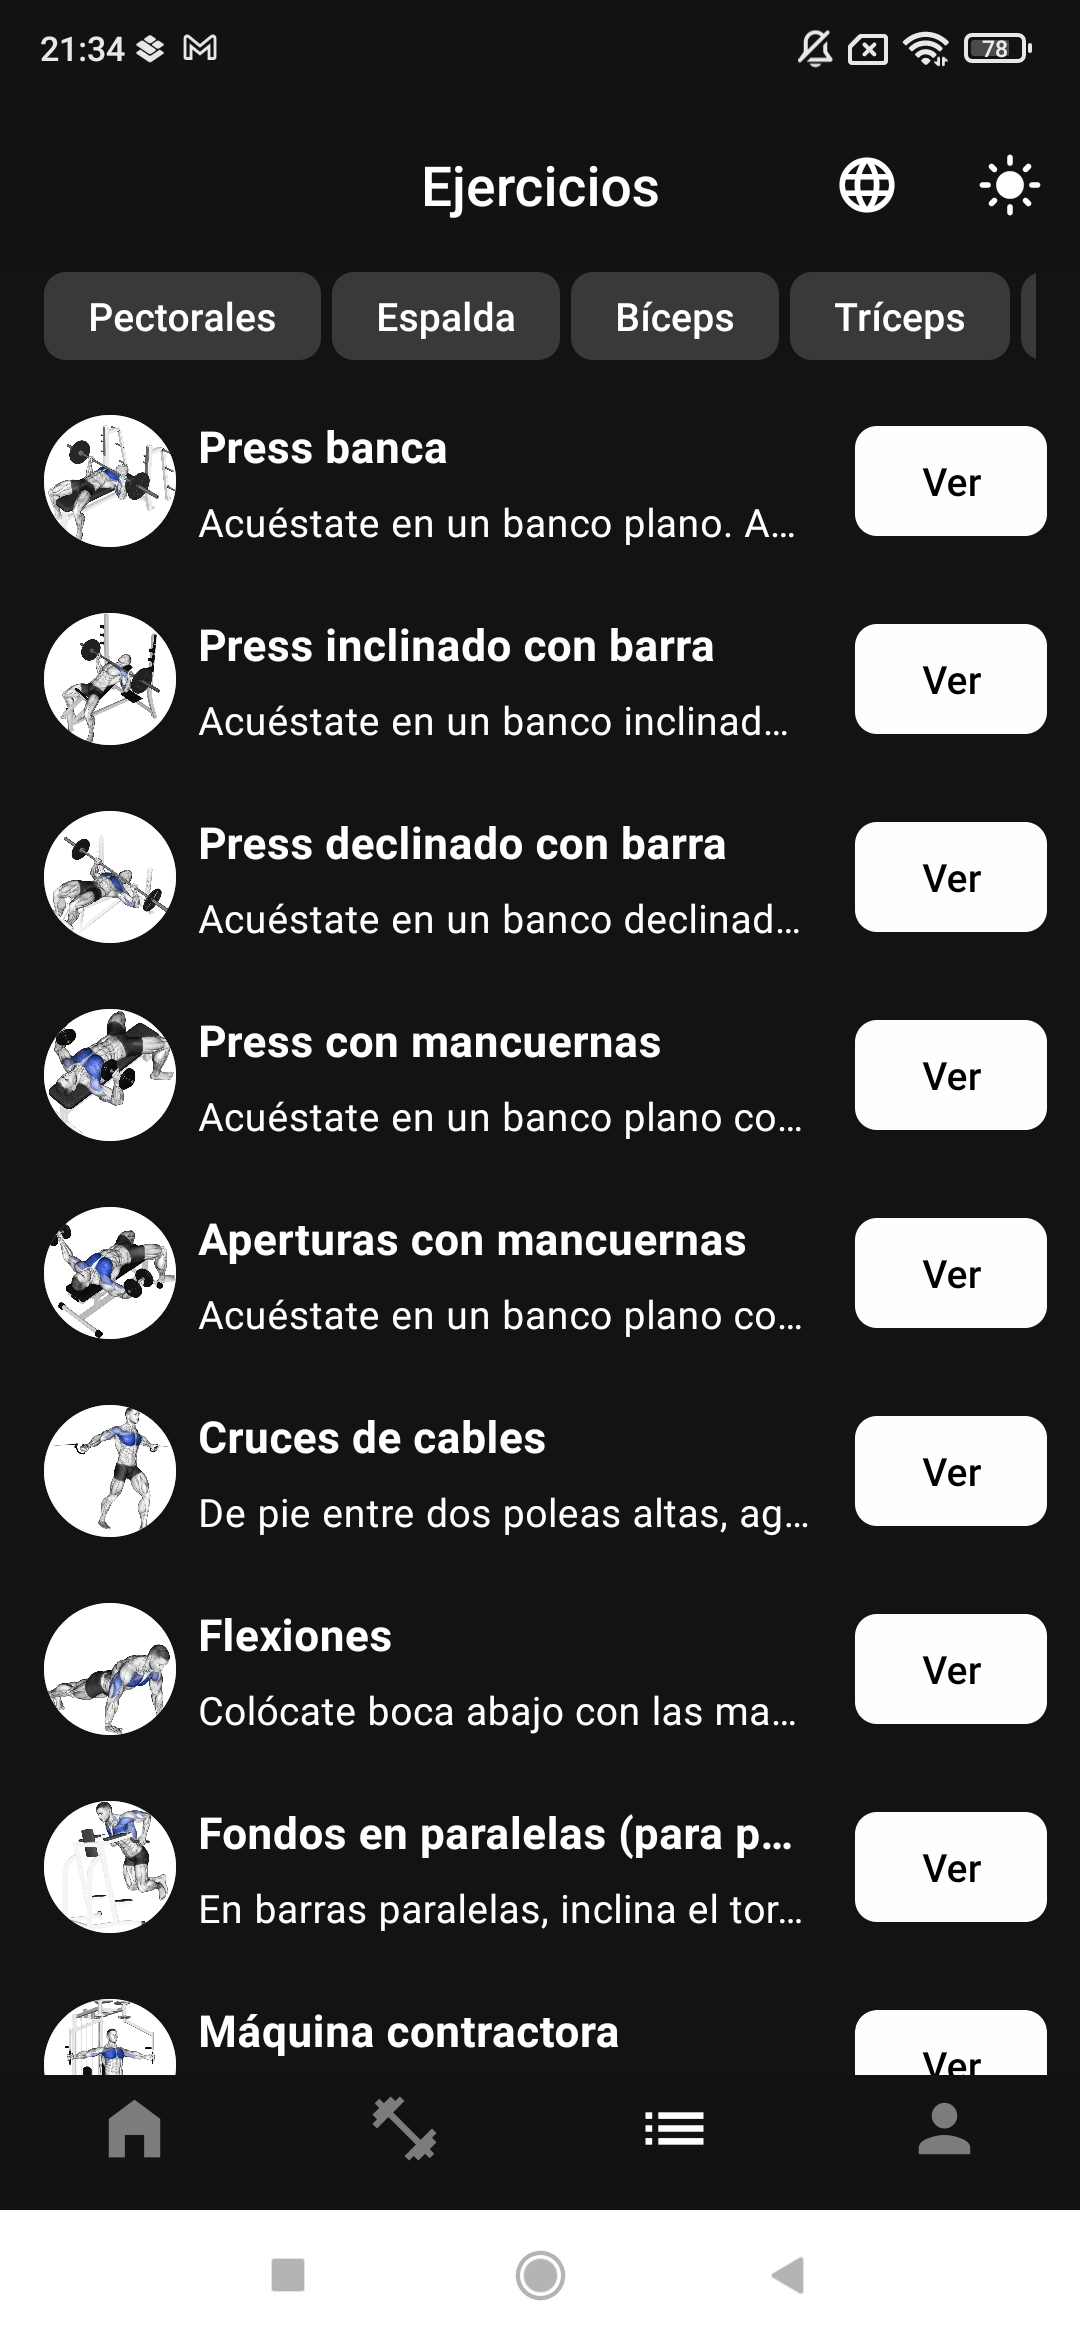 21:34
78
Ejercicios
Pectorales
Espalda
Bíceps
Tríceps
Press banca
Acuéstate en un banco plano. A...
Ver
Press inclinado con barra
Acuéstate en un banco inclinad...
Ver
Press declinado con barra
Acuéstate en un banco declinad...
Ver
Press con mancuernas
Acuéstate en un banco plano co...
Ver
Aperturas con mancuernas
Acuéstate en un banco plano co...
Ver
Cruces de cables
De pie entre dos poleas altas, ag...
Ver
Flexiones
Colócate boca abajo con las ma...
Ver
Fondos en paralelas (para p...
En barras paralelas, inclina el tor...
Ver
Máquina contractora
Ver